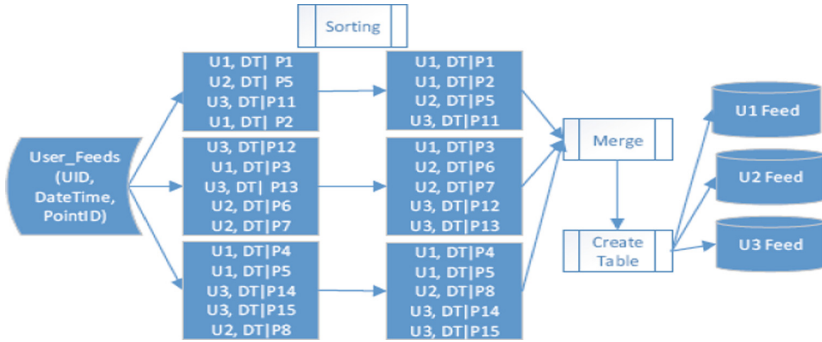 Sorting
User_Feeds
(UID,
DateTime,
PointID)
U1, DT| P1
U2, DT| P5
U3, DT|P11
U1, DT| P2
U3, DT|P12
U1, DT|P3
U3, DT| P13
U2, DT|P6
U2, DT|P7
U1, DT|P4
U1, DT|P5
U3, DT|P14
U3, DT|P15
U2, DT|P8
U1, DT|P1
U1, DT|P2
U2, DT|P5
U3, DT|P11
U1, DT|P3
U2, DT|P6
U2, DT|P7
U3, DT|P12
U3, DT|P13
U1, DT|P4
U1, DT|P5
U2, DT|P8
U3, DT|P14
U3, DT|P15
Merge
Create
Table
U1 Feed
U2 Feed
U3 Feed